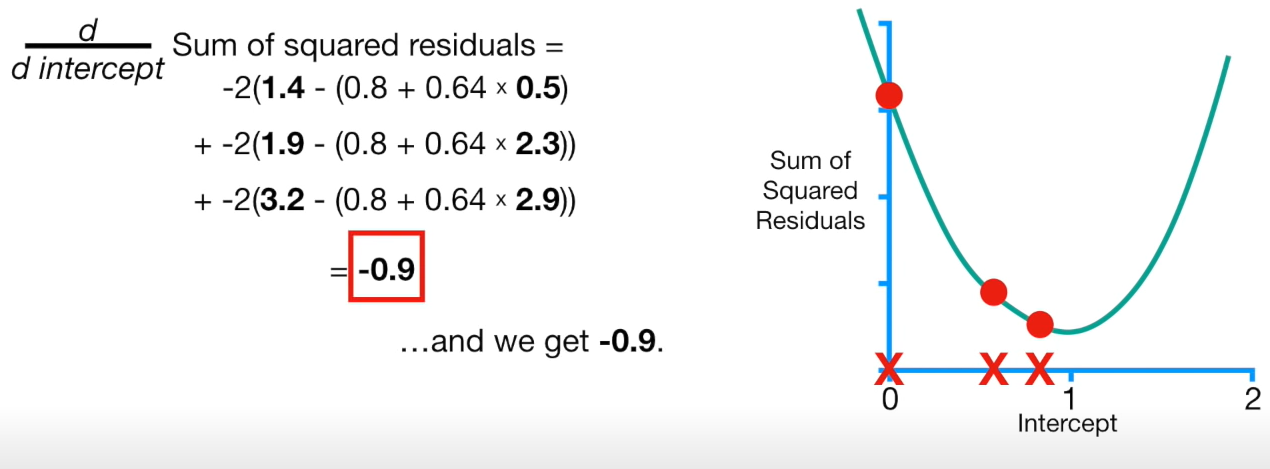 d
d intercept
Sum of squared residuals =
-2(1.4 - (0.8 + 0.64 × 0.5)
+ -2(1.9 - (0.8 + 0.64 × 2.3))
+ -2(3.2 - (0.8 + 0.64 × 2.9))
= -0.9
...and we get -0.9.
Sum of
Squared
Residuals
X X X
0 1 2
Intercept